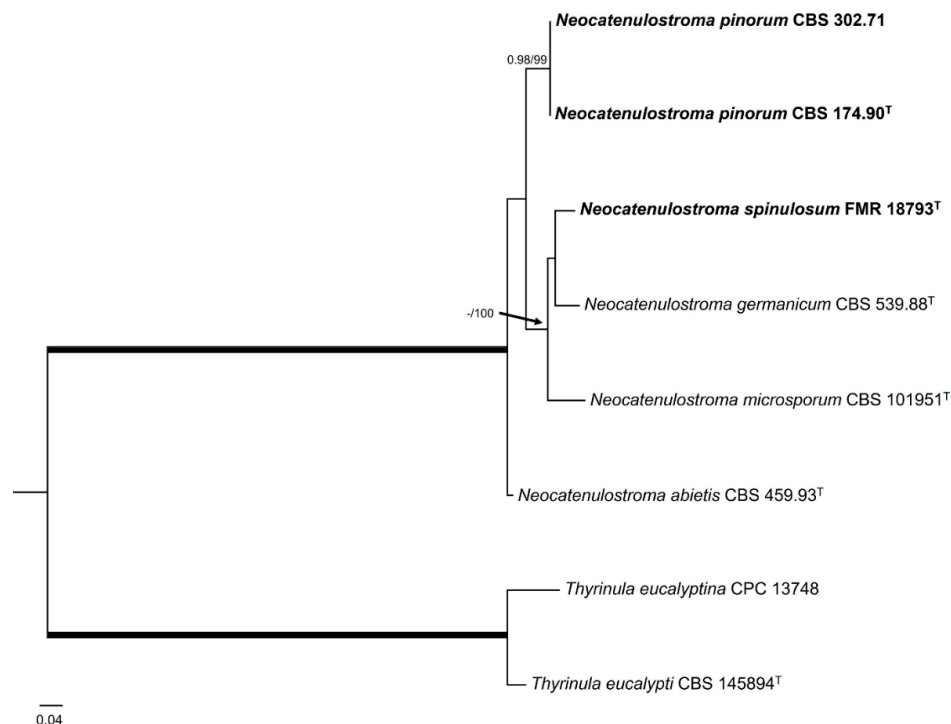 Neocatenulostroma pinorum CBS 302.71
0.98/99
Neocatenulostroma pinorum CBS 174.90ᵀ
Neocatenulostroma spinulosum FMR 18793ᵀ
Neocatenulostroma germanicum CBS 539.88ᵀ
-/100
Neocatenulostroma microsporum CBS 101951ᵀ
Neocatenulostroma abietis CBS 459.93ᵀ
Thyrinula eucalyptina CPC 13748
Thyrinula eucalypti CBS 145894ᵀ
0.04